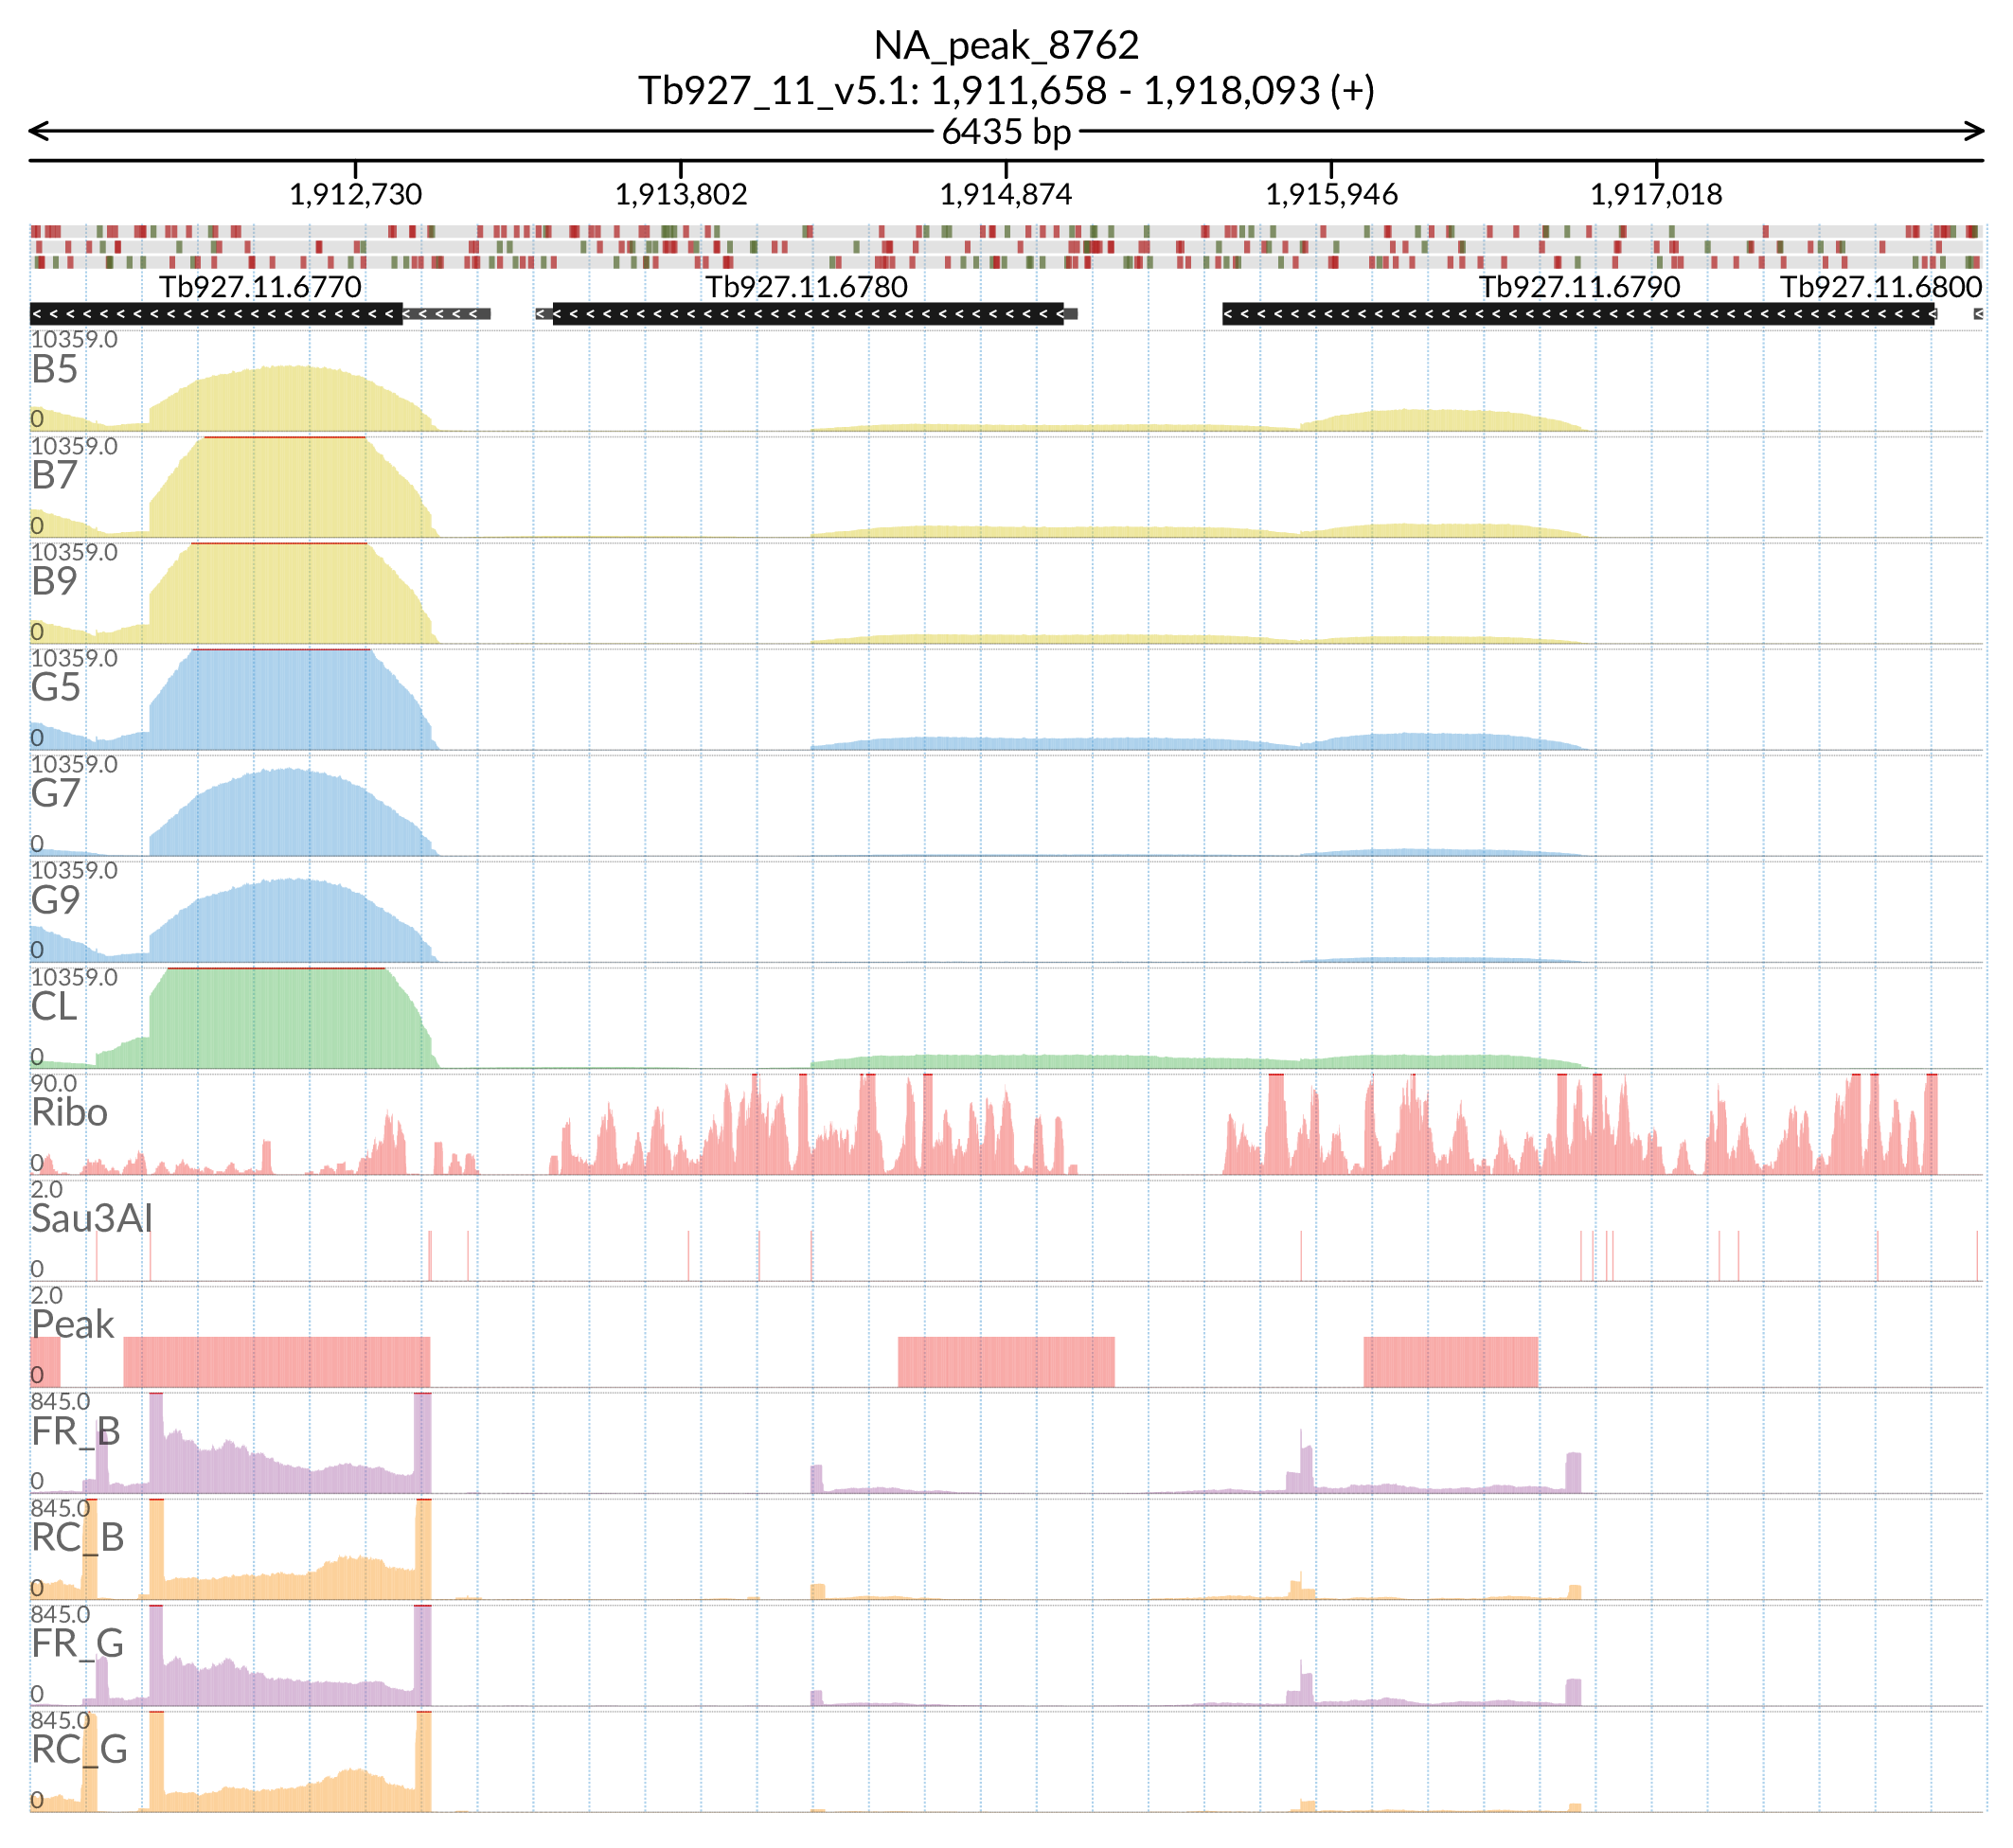 NA_peak_8762
Tb927_11_v5.1: 1,911,658 - 1,918,093 (+)
6435 bp
1,912,730 1,913,802 1,914,874 1,915,946 1,917,018
Tb927.11.6770 Tb927.11.6780 Tb927.11.6790 Tb927.11.6800
10359.0
B5
0
10359.0
B7
0
10359.0
B9
0
10359.0
G5
0
10359.0
G7
0
10359.0
G9
0
10359.0
CL
0
90.0
Ribo
0
2.0
Sau3AI
0
2.0
Peak
0
845.0
FR_B
0
845.0
RC_B
0
845.0
FR_G
0
845.0
RC_G
0